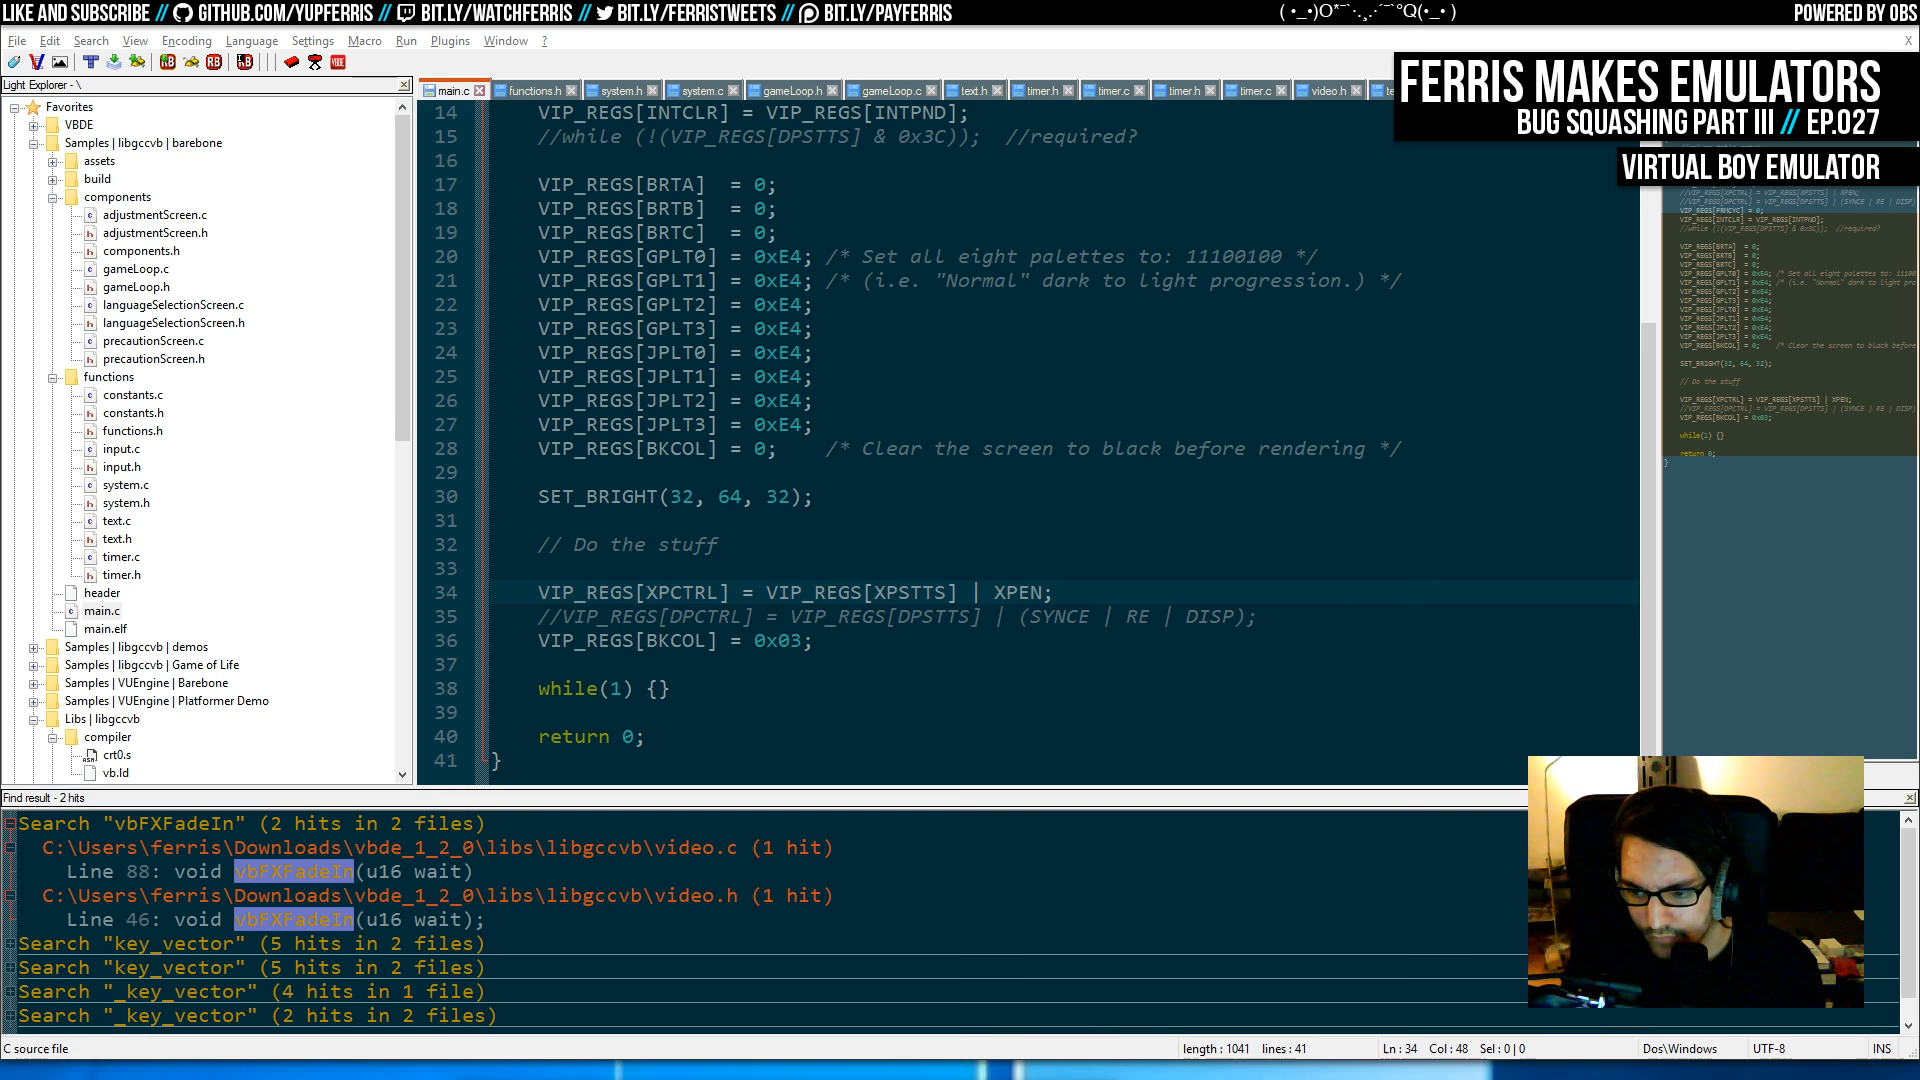 LIKE AND SUBSCRIBE // GITHUB.COM/YUPFERRIS // BIT.LY/WATCHFERRIS // BIT.LY/FERRISTWEETS // BIT.LY/PAYFERRIS
POWERED BY OBS
File Edit Search View Encoding Language Settings Macro Run Plugins Window ? X
FERRIS MAKES EMULATORS
BUG SQUASHING PART III // EP.027
VIRTUAL BOY EMULATOR
Light Explorer - \
Favorites
VBDE
Samples | libgccvb | barebone
assets
build
components
adjustmentScreen.c
adjustmentScreen.h
components.h
gameLoop.c
gameLoop.h
languageSelectionScreen.c
languageSelectionScreen.h
precautionScreen.c
precautionScreen.h
functions
constants.c
constants.h
functions.h
input.c
input.h
system.c
system.h
text.c
text.h
timer.c
timer.h
header
main.c
main.elf
Samples | libgccvb | demos
Samples | libgccvb | Game of Life
Samples | VUEngine | Barebone
Samples | VUEngine | Platformer Demo
Libs | libgccvb
compiler
crt0.s
vb.ld
main.c functions.h system.h system.c gameLoop.h gameLoop.c text.h timer.h timer.c timer.h timer.c video.h
14 VIP_REGS[INTCLR] = VIP_REGS[INTPND];
15 //while (!(VIP_REGS[DPSTTS] & 0x3C)); //required?
16
17 VIP_REGS[BRTA] = 0;
18 VIP_REGS[BRTB] = 0;
19 VIP_REGS[BRTC] = 0;
20 VIP_REGS[GPLT0] = 0xE4; /* Set all eight palettes to: 11100100 */
21 VIP_REGS[GPLT1] = 0xE4; /* (i.e. "Normal" dark to light progression.) */
22 VIP_REGS[GPLT2] = 0xE4;
23 VIP_REGS[GPLT3] = 0xE4;
24 VIP_REGS[JPLT0] = 0xE4;
25 VIP_REGS[JPLT1] = 0xE4;
26 VIP_REGS[JPLT2] = 0xE4;
27 VIP_REGS[JPLT3] = 0xE4;
28 VIP_REGS[BKCOL] = 0; /* Clear the screen to black before rendering */
29
30 SET_BRIGHT(32, 64, 32);
31
32 // Do the stuff
33
34 VIP_REGS[XPCTRL] = VIP_REGS[XPSTTS] | XPEN;
35 //VIP_REGS[DPCTRL] = VIP_REGS[DPSTTS] | (SYNCE | RE | DISP);
36 VIP_REGS[BKCOL] = 0x03;
37
38 while(1) {}
39
40 return 0;
41 }
Find result - 2 hits
Search "vbFXFadeIn" (2 hits in 2 files)
C:\Users\ferris\Downloads\vbde_1_2_0\libs\libgccvb\video.c (1 hit)
Line 88: void vbFXFadeIn(u16 wait)
C:\Users\ferris\Downloads\vbde_1_2_0\libs\libgccvb\video.h (1 hit)
Line 46: void vbFXFadeIn(u16 wait);
Search "key_vector" (5 hits in 2 files)
Search "key_vector" (5 hits in 2 files)
Search "_key_vector" (4 hits in 1 file)
Search "_key_vector" (2 hits in 2 files)
C source file
length : 1041 lines : 41
Ln : 34 Col : 48 Sel : 0 | 0
Dos\Windows
UTF-8
INS